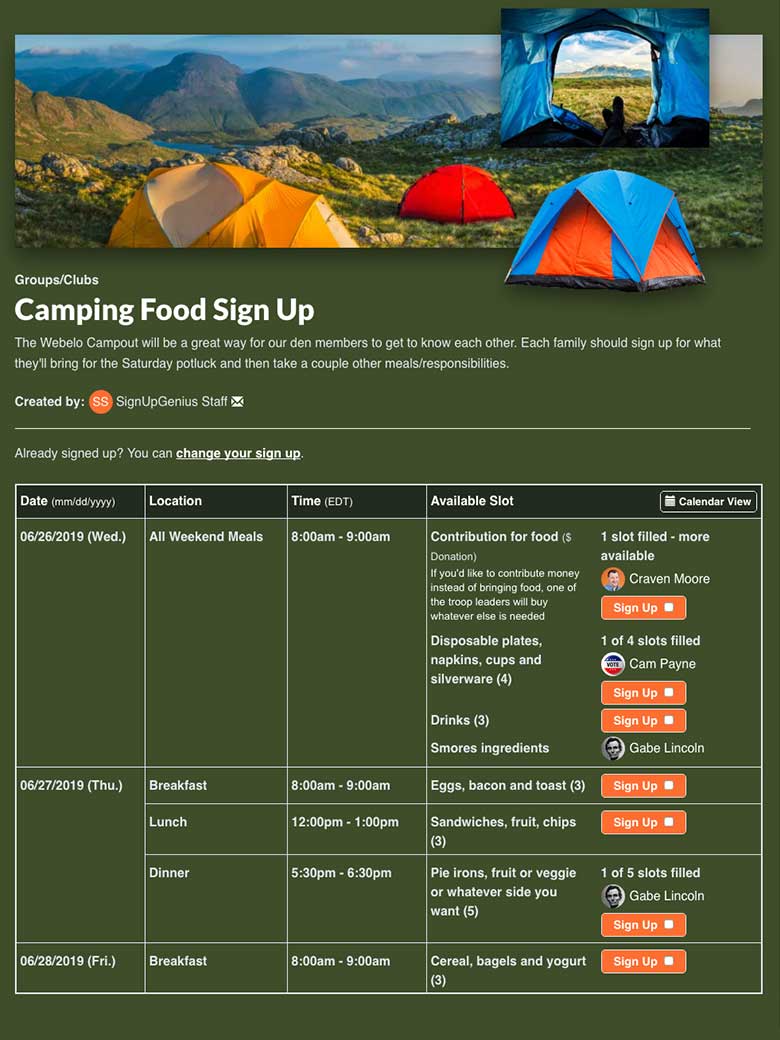 Groups/Clubs
Camping Food Sign Up
The Webelo Campout will be a great way for our den members to get to know each other. Each family should sign up for what
they'll bring for the Saturday potluck and then take a couple other meals/responsibilities.
Created by: SS SignUpGenius Staff
Already signed up? You can change your sign up.
Date (mm/dd/yyyy) Location Time (EDT) Available Slot Calendar View
06/26/2019 (Wed.) All Weekend Meals 8:00am - 9:00am Contribution for food ($
Donation)
If you'd like to contribute money
instead of bringing food, one of
the troop leaders will buy
whatever else is needed
1 slot filled - more
available
Craven Moore
Sign Up
Disposable plates,
napkins, cups and
silverware (4)
1 of 4 slots filled
VOTE Cam Payne
Sign Up
Drinks (3) Sign Up
Smores ingredients Gabe Lincoln
06/27/2019 (Thu.) Breakfast 8:00am - 9:00am Eggs, bacon and toast (3) Sign Up
Lunch 12:00pm - 1:00pm Sandwiches, fruit, chips
(3)
Sign Up
Dinner 5:30pm - 6:30pm Pie irons, fruit or veggie
or whatever side you
want (5)
1 of 5 slots filled
Gabe Lincoln
Sign Up
06/28/2019 (Fri.) Breakfast 8:00am - 9:00am Cereal, bagels and yogurt
(3)
Sign Up